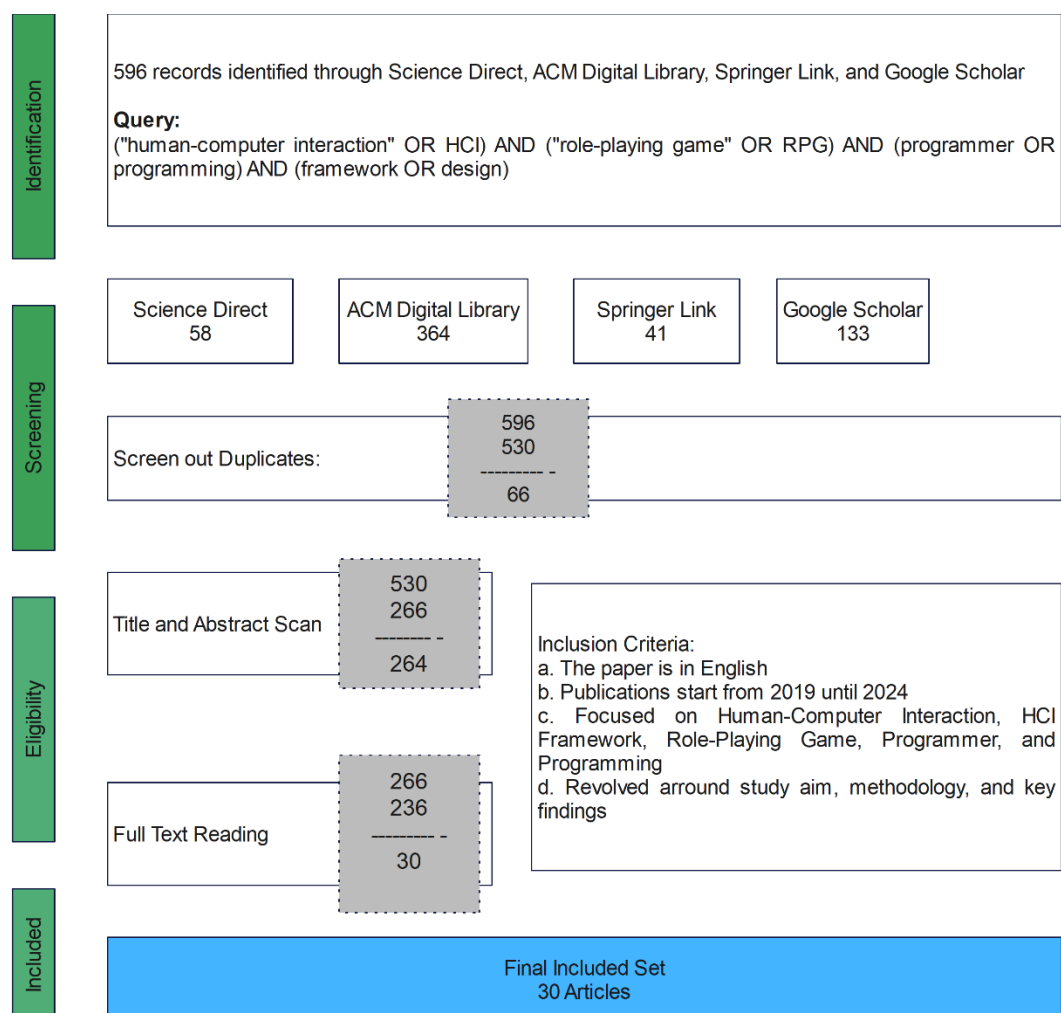 Identification
596 records identified through Science Direct, ACM Digital Library, Springer Link, and Google Scholar
Query:
("human-computer interaction" OR HCI) AND ("role-playing game" OR RPG) AND (programmer OR
programming) AND (framework OR design)
Screening
Science Direct
58
ACM Digital Library
364
Springer Link
41
Google Scholar
133
Screen out Duplicates:
596
530
--------- -
66
Eligibility
Title and Abstract Scan
530
266
-------- -
264
Inclusion Criteria:
a. The paper is in English
b. Publications start from 2019 until 2024
c. Focused on Human-Computer Interaction, HCI
Framework, Role-Playing Game, Programmer, and
Programming
d. Revolved arround study aim, methodology, and key
findings
Full Text Reading
266
236
--------- -
30
Included
Final Included Set
30 Articles